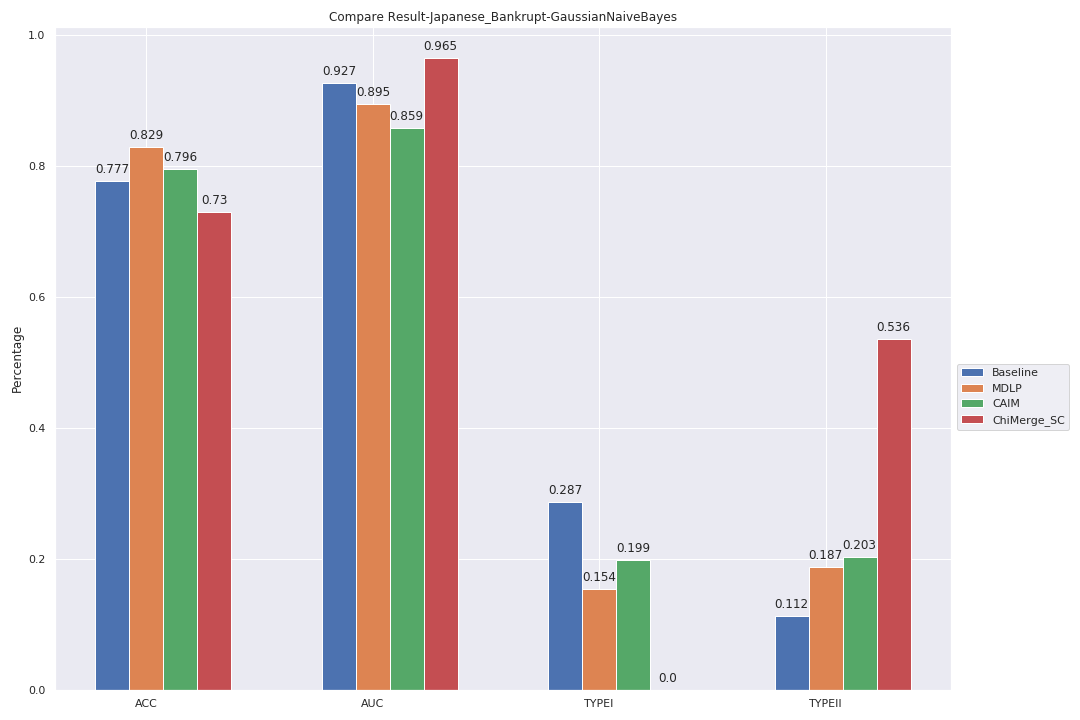 Compare Result-Japanese_Bankrupt-GaussianNaiveBayes
Percentage
1.0
0.8
0.6
0.4
0.2
0.0
0.777
0.829
0.796
0.73
0.927
0.895
0.859
0.965
0.287
0.154
0.199
0.0
0.112
0.187
0.203
0.536
ACC
AUC
TYPEI
TYPEII
Baseline
MDLP
CAIM
ChiMerge_SC